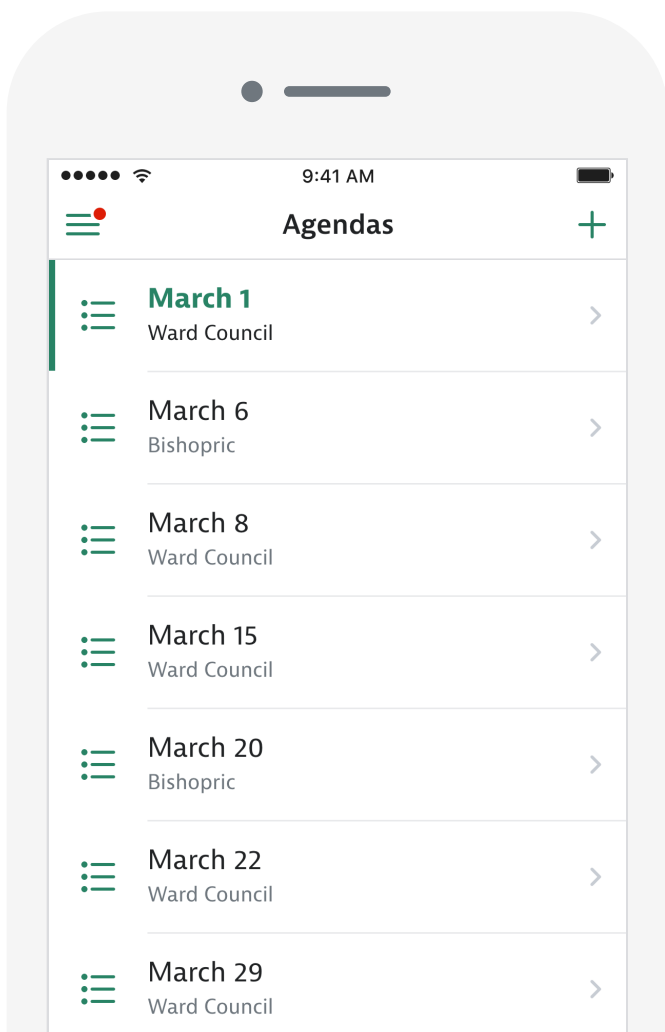 9:41 AM
Agendas
March 1
Ward Council
March 6
Bishopric
March 8
Ward Council
March 15
Ward Council
March 20
Bishopric
March 22
Ward Council
March 29
Ward Council